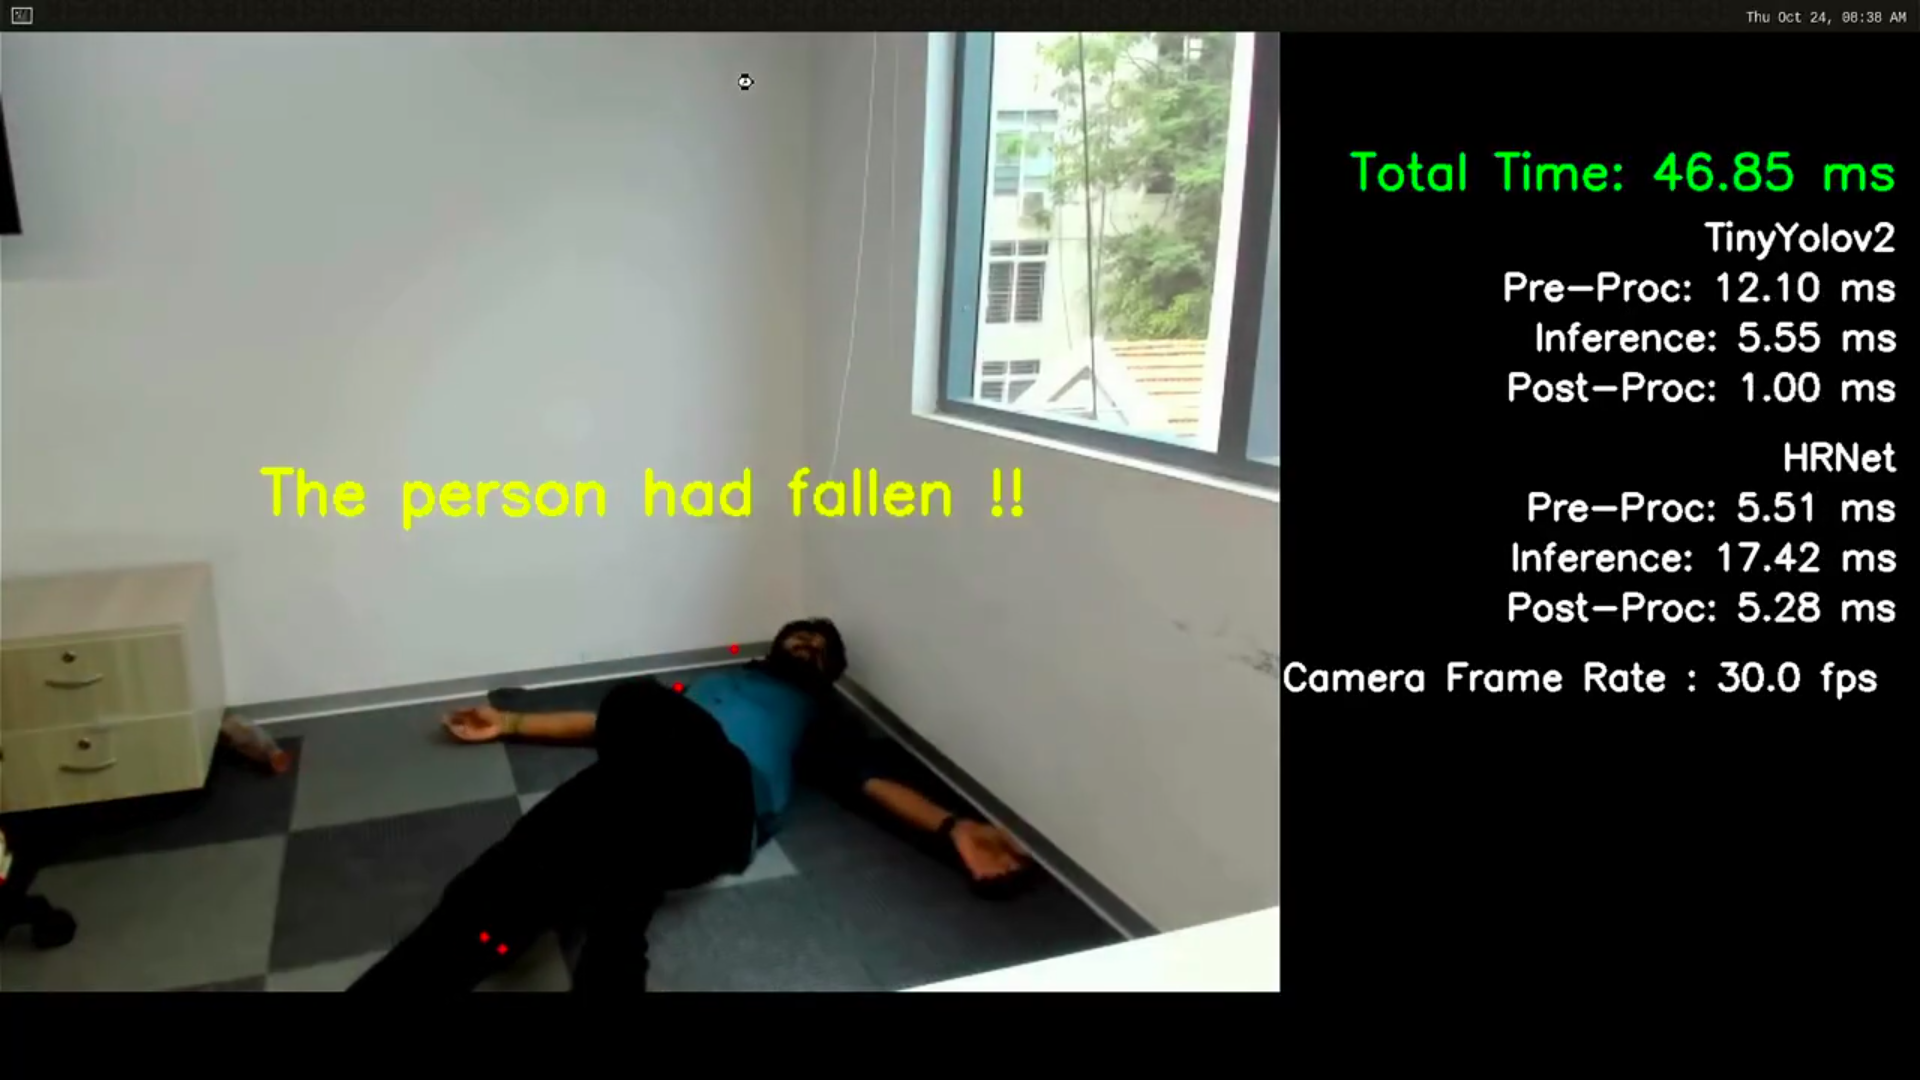 Thu Oct 24, 08:38 AM
Total Time: 46.85 ms
TinyYolov2
Pre-Proc: 12.10 ms
Inference: 5.55 ms
Post-Proc: 1.00 ms
HRNet
Pre-Proc: 5.51 ms
Inference: 17.42 ms
Post-Proc: 5.28 ms
Camera Frame Rate : 30.0 fps
The person had fallen !!